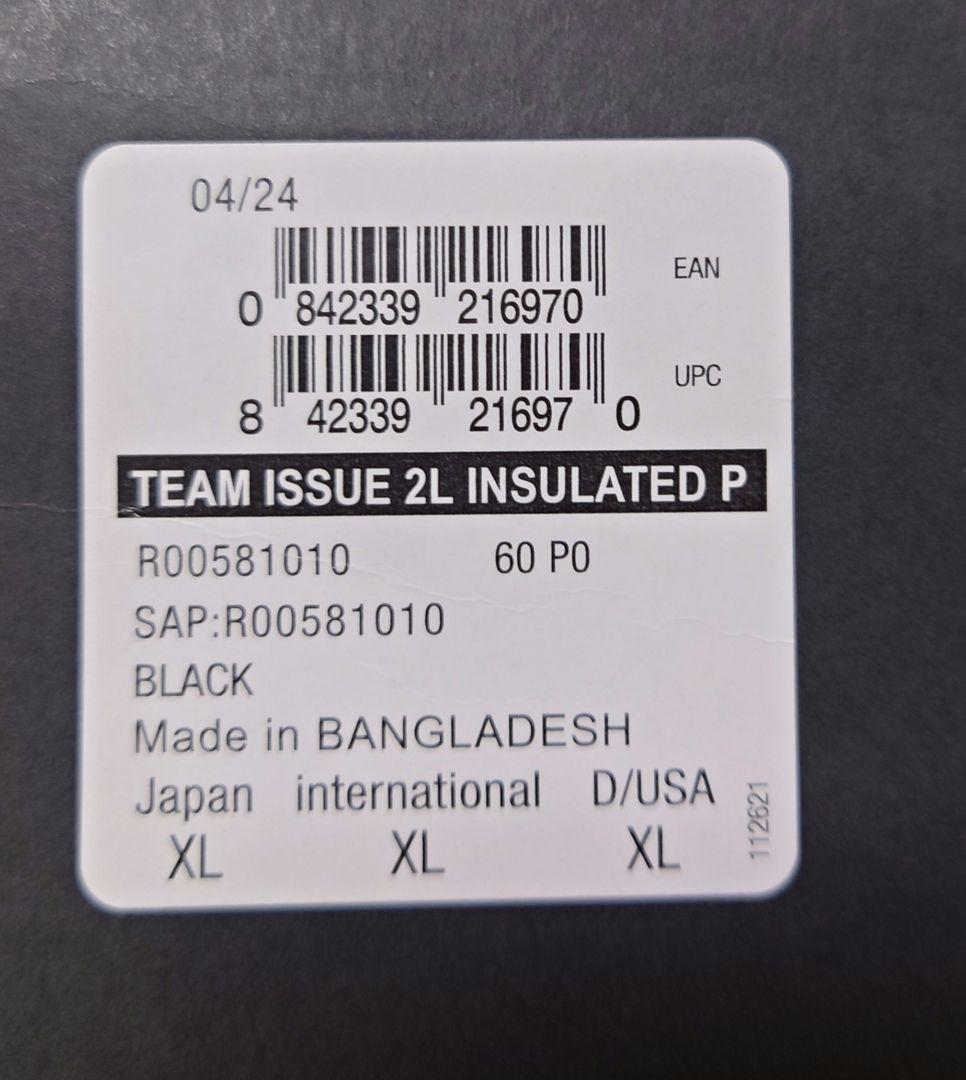 04/24
0 842339 216970 EAN
8 42339 21697 0 UPC
TEAM ISSUE 2L INSULATED P
R00581010 60 P0
SAP:R00581010
BLACK
Made in BANGLADESH
Japan international D/USA
XL XL XL
112621